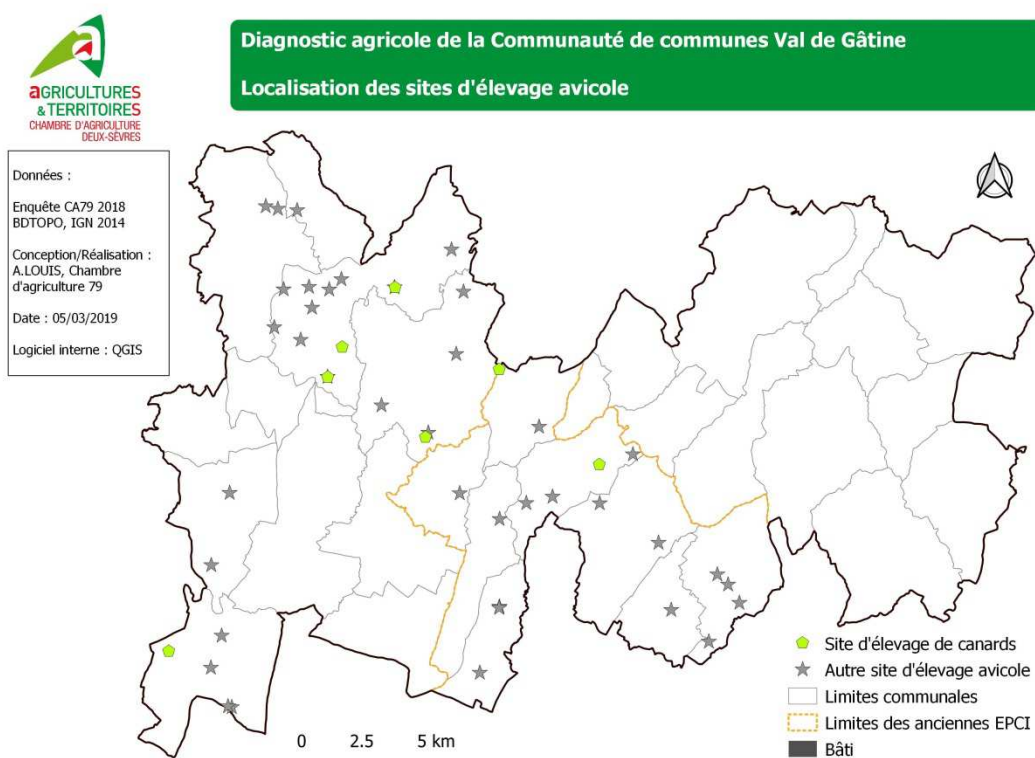 aGRICULTURES
& TERRITOIRES
CHAMBRE D'AGRICULTURE
DEUX-SÈVRES
Diagnostic agricole de la Communauté de communes Val de Gâtine
Localisation des sites d'élevage avicole
Données :
Enquête CA79 2018
BDTOPO, IGN 2014
Conception/Réalisation :
A.LOUIS, Chambre
d'agriculture 79
Date : 05/03/2019
Logiciel interne : QGIS
Site d'élevage de canards
Autre site d'élevage avicole
Limites communales
Limites des anciennes EPCI
Bâti
0 2.5 5 km